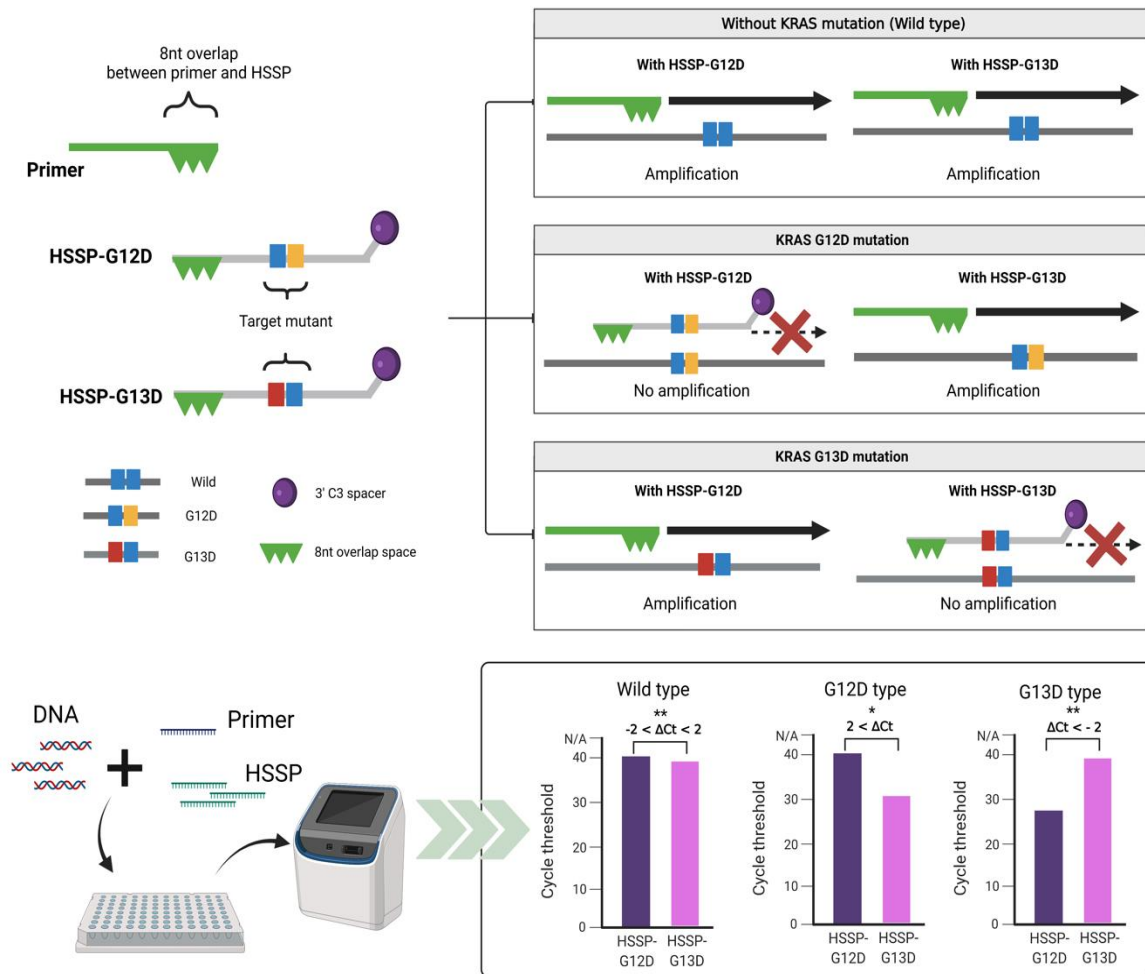 8nt overlap
between primer and HSSP
Primer
HSSP-G12D
Target mutant
HSSP-G13D
Wild
G12D
G13D
3' C3 spacer
8nt overlap space
Without KRAS mutation (Wild type)
With HSSP-G12D
With HSSP-G13D
Amplification
Amplification
KRAS G12D mutation
With HSSP-G12D
With HSSP-G13D
No amplification
Amplification
KRAS G13D mutation
With HSSP-G12D
With HSSP-G13D
Amplification
No amplification
DNA
Primer
HSSP
Wild type
**
-2 < ΔCt < 2
N/A
40
30
20
10
0
Cycle threshold
HSSP-
G12D
HSSP-
G13D
G12D type
*
2 < ΔCt
N/A
40
30
20
10
0
Cycle threshold
HSSP-
G12D
HSSP-
G13D
G13D type
**
ΔCt < - 2
N/A
40
30
20
10
0
Cycle threshold
HSSP-
G12D
HSSP-
G13D